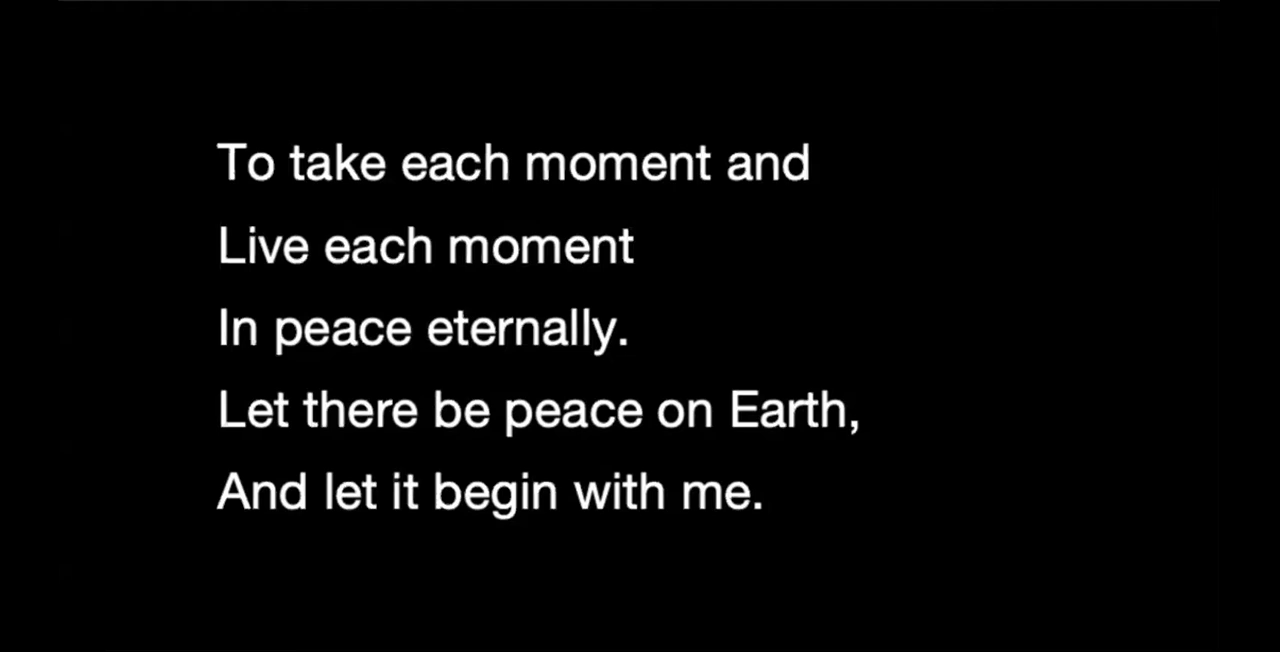 To take each moment and
Live each moment
In peace eternally.
Let there be peace on Earth,
And let it begin with me.